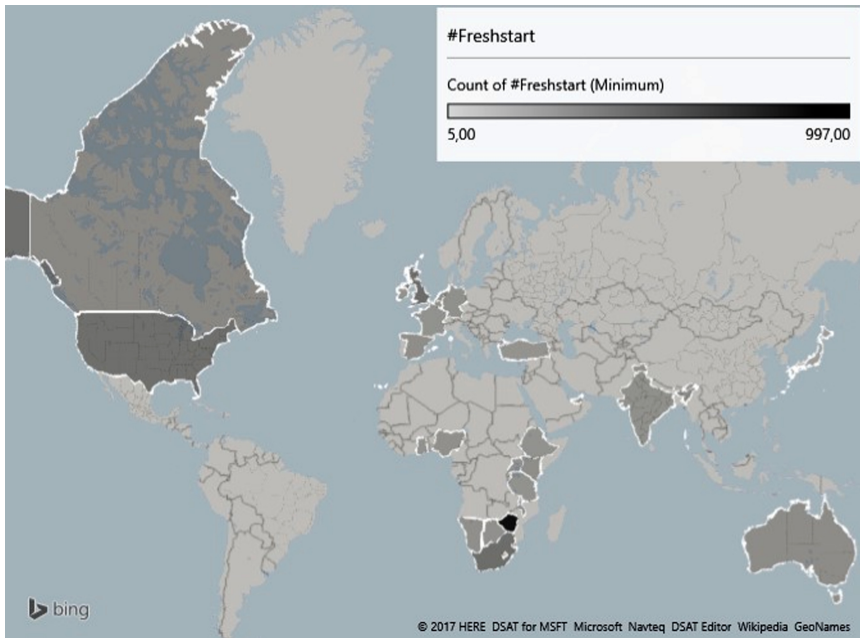 #Freshstart
Count of #Freshstart (Minimum)
5,00 997,00
bing
© 2017 HERE DSAT for MSFT Microsoft Navteq DSAT Editor Wikipedia GeoNames